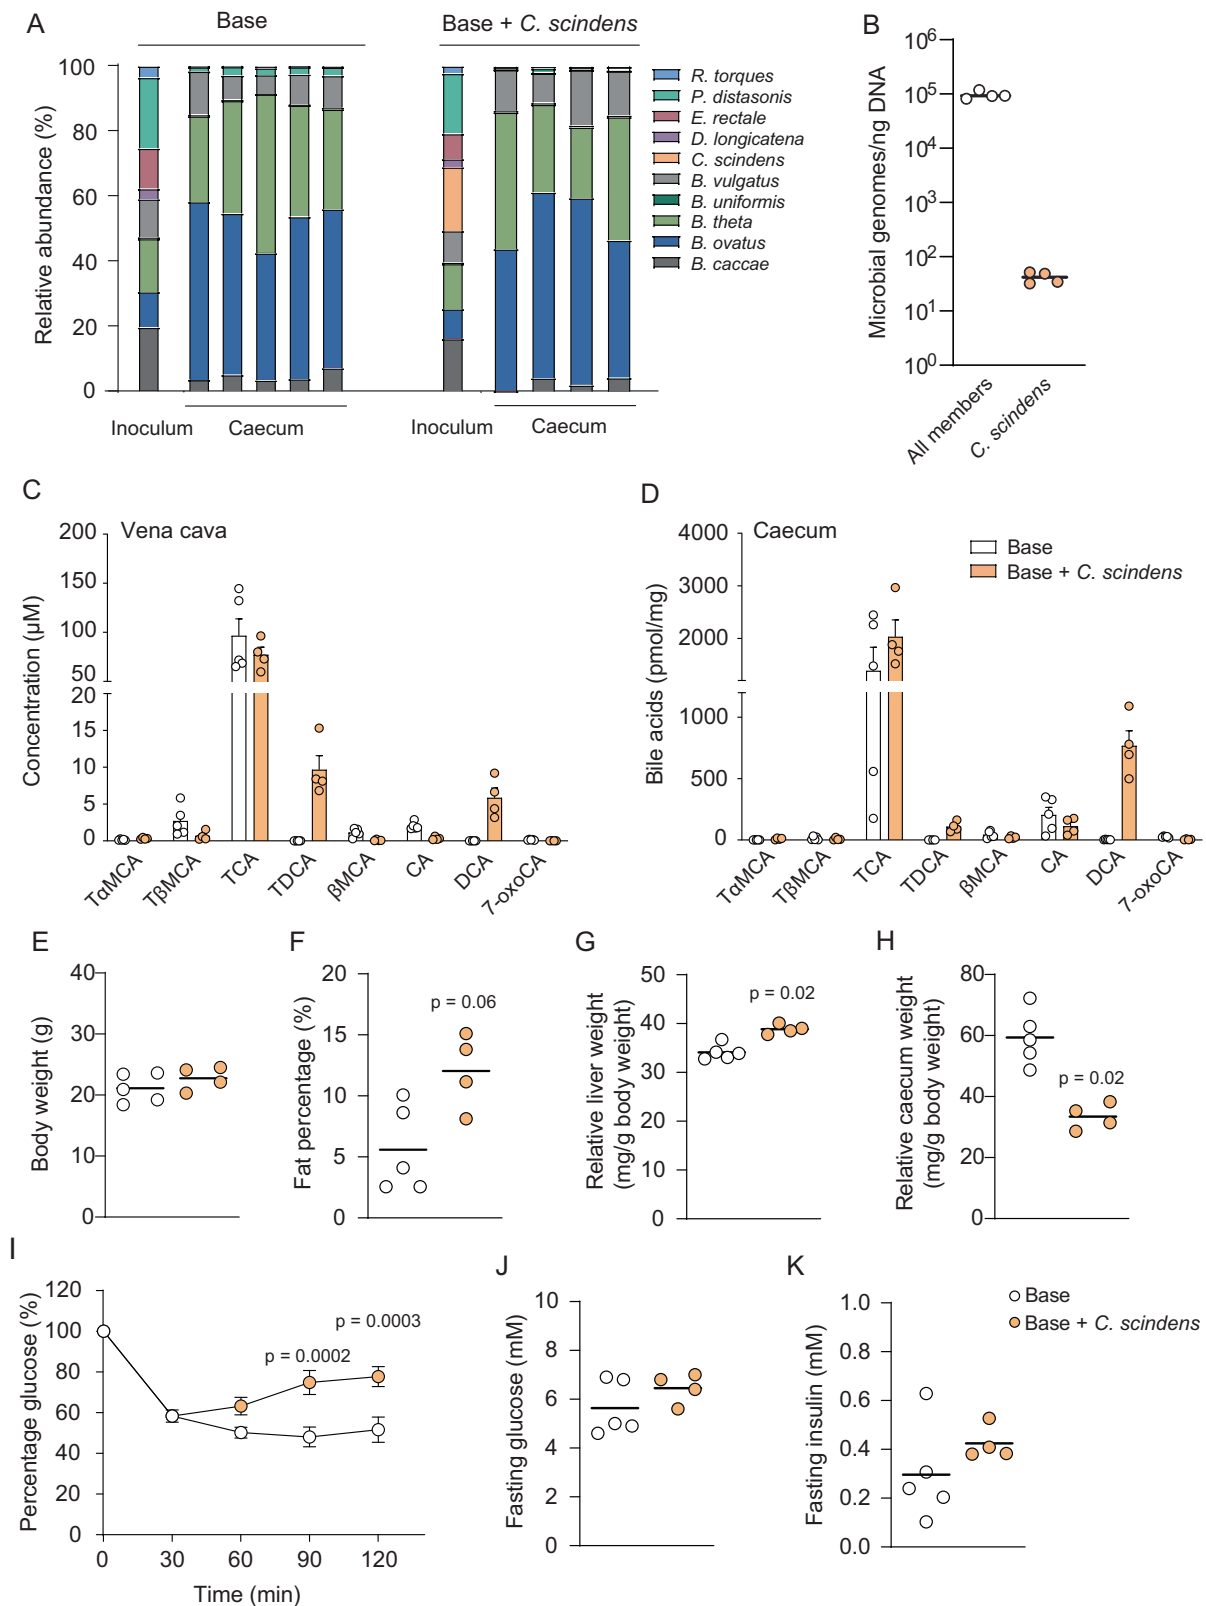 A
Base
Base + C. scindens
Relative abundance (%)
100
80
60
40
20
0
Inoculum
Caecum
Inoculum
Caecum
R. torques
P. distasonis
E. rectale
D. longicatena
C. scindens
B. vulgatus
B. uniformis
B. theta
B. ovatus
B. caccae
B
Microbial genomes/ng DNA
10^6
10^5
10^4
10^3
10^2
10^1
10^0
All members
C. scindens
C
Vena cava
Concentration (µM)
200
150
100
50
20
15
10
5
0
TαMCA
TβMCA
TCA
TDCA
βMCA
CA
DCA
7-oxoCA
D
Caecum
Bile acids (pmol/mg)
4000
3000
2000
1000
500
0
TαMCA
TβMCA
TCA
TDCA
βMCA
CA
DCA
7-oxoCA
Base
Base + C. scindens
E
Body weight (g)
40
30
20
10
0
F
Fat percentage (%)
20
15
10
5
0
p = 0.06
G
Relative liver weight
(mg/g body weight)
50
40
30
20
10
0
p = 0.02
H
Relative caecum weight
(mg/g body weight)
80
60
40
20
0
p = 0.02
I
Percentage glucose (%)
120
100
80
60
40
20
0
p = 0.0003
p = 0.0002
0
30
60
90
120
Time (min)
J
Fasting glucose (mM)
10
8
6
4
2
0
K
Fasting insulin (mM)
1.0
0.8
0.6
0.4
0.2
0.0
Base
Base + C. scindens